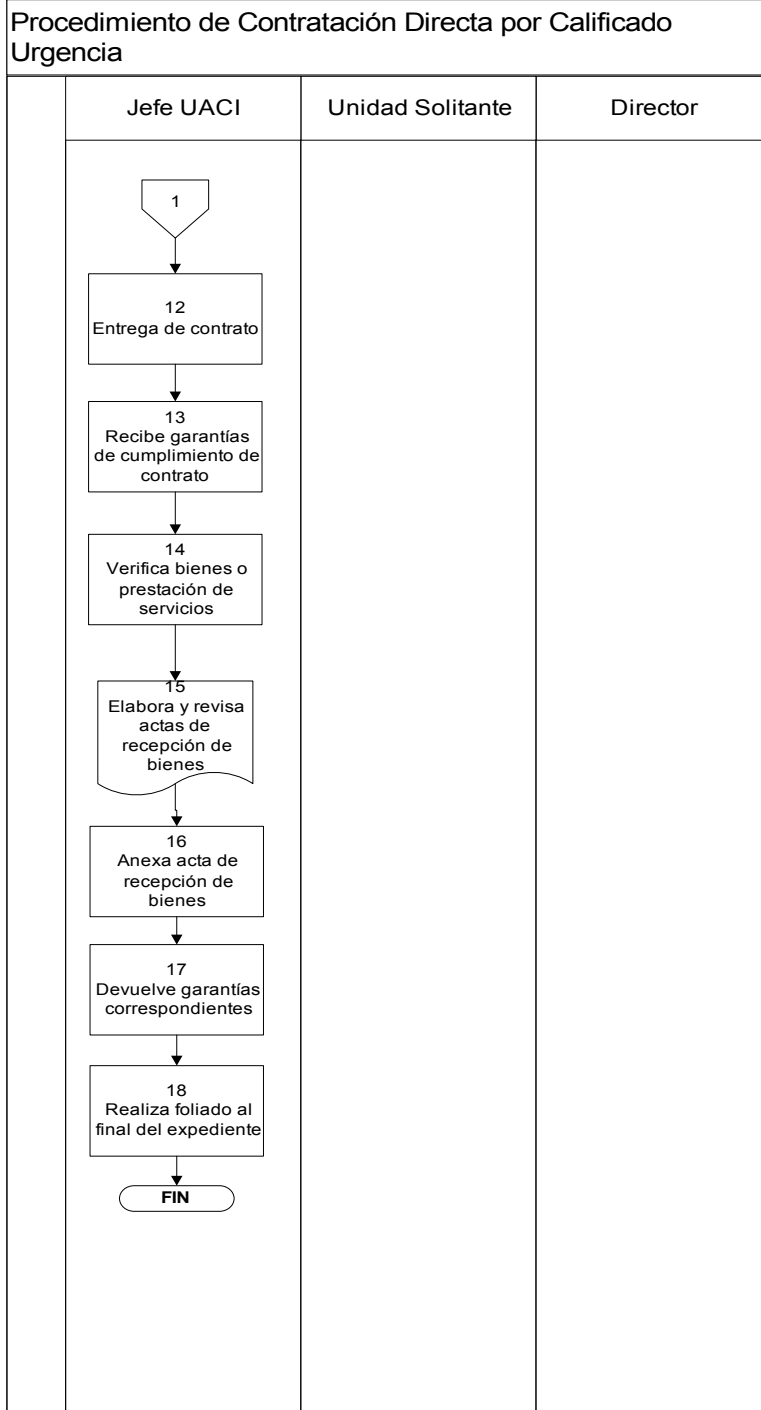 Procedimiento de Contratación Directa por Calificado
Urgencia
Jefe UACI
Unidad Solitante
Director
1
12
Entrega de contrato
13
Recibe garantías
de cumplimiento de
contrato
14
Verifica bienes o
prestación de
servicios
15
Elabora y revisa
actas de
recepción de
bienes
16
Anexa acta de
recepción de
bienes
17
Devuelve garantías
correspondientes
18
Realiza foliado al
final del expediente
FIN